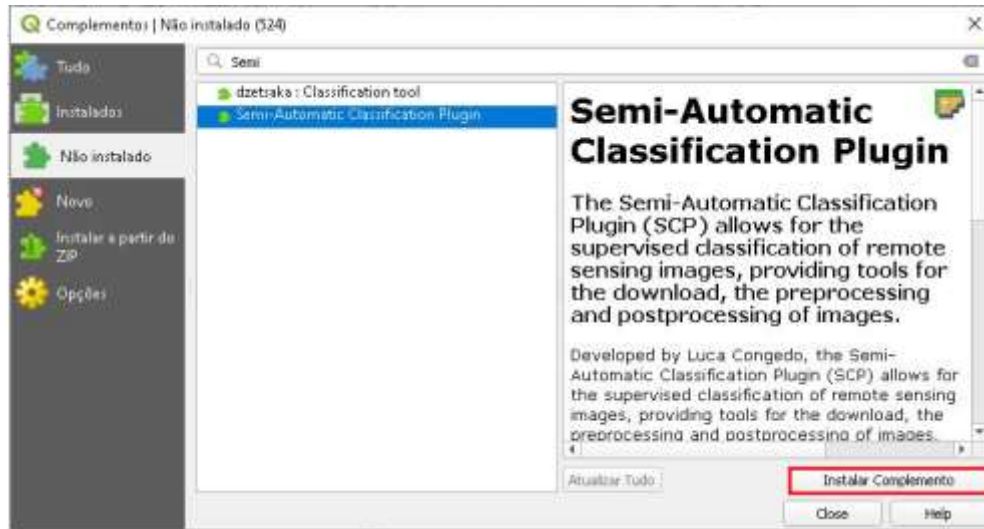 Complementos | Não instalado (524)
Semi
Tudo
Instalados
Não instalado
Novo
Instalar a partir do
ZIP
Opções
dzetsaka : Classification tool
Semi-Automatic Classification Plugin
Semi-Automatic
Classification Plugin
The Semi-Automatic Classification
Plugin (SCP) allows for the
supervised classification of remote
sensing images, providing tools for
the download, the preprocessing
and postprocessing of images.
Developed by Luca Congedo, the Semi-
Automatic Classification Plugin (SCP) allows for
the supervised classification of remote sensing
images, providing tools for the download, the
preprocessing and postprocessing of images.
Atualizar Tudo
Instalar Complemento
Close
Help